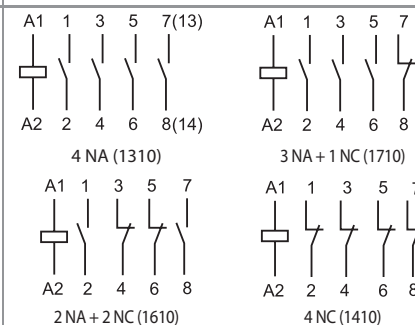 A1 1 3 5 7(13)
A2 2 4 6 8(14)
4 NA (1310)
A1 1 3 5 7
A2 2 4 6 8
3 NA + 1 NC (1710)
A1 1 3 5 7
A2 2 4 6 8
2 NA + 2 NC (1610)
A1 1 3 5 7
A2 2 4 6 8
4 NC (1410)